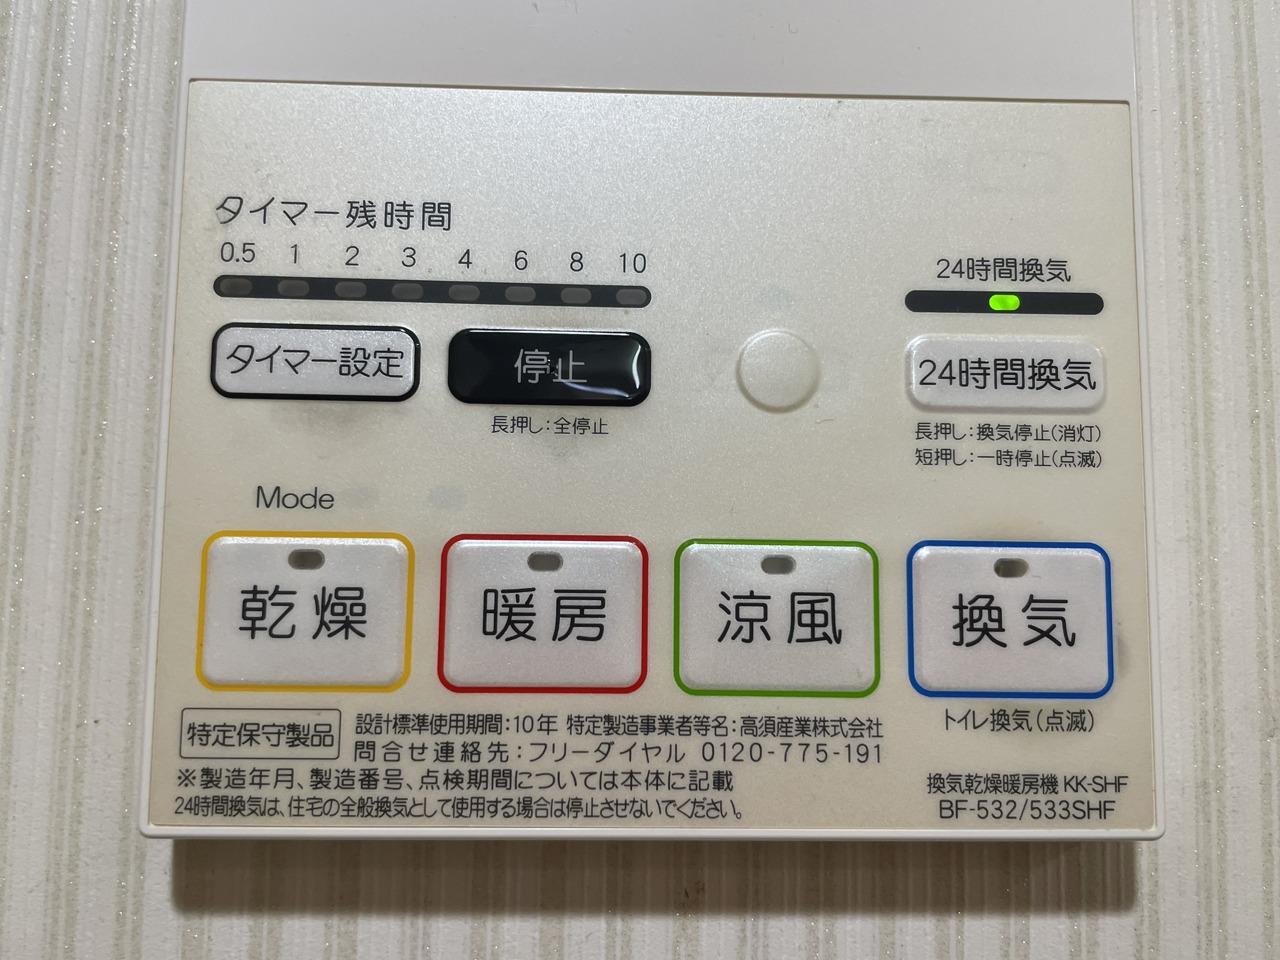 タイマー残時間
0.5 1 2 3 4 6 8 10
24時間換気
タイマー設定
停止
24時間換気
長押し:全停止
長押し:換気停止(消灯)
短押し:一時停止(点滅)
Mode
乾燥
暖房
涼風
換気
トイレ換気(点滅)
特定保守製品
設計標準使用期間:10年 特定製造事業者等名:高須産業株式会社
問合せ連絡先:フリーダイヤル 0120-775-191
※製造年月、製造番号、点検期間については本体に記載
24時間換気は、住宅の全般換気として使用する場合は停止させないでください。
換気乾燥暖房機 KK-SHF
BF-532/533SHF